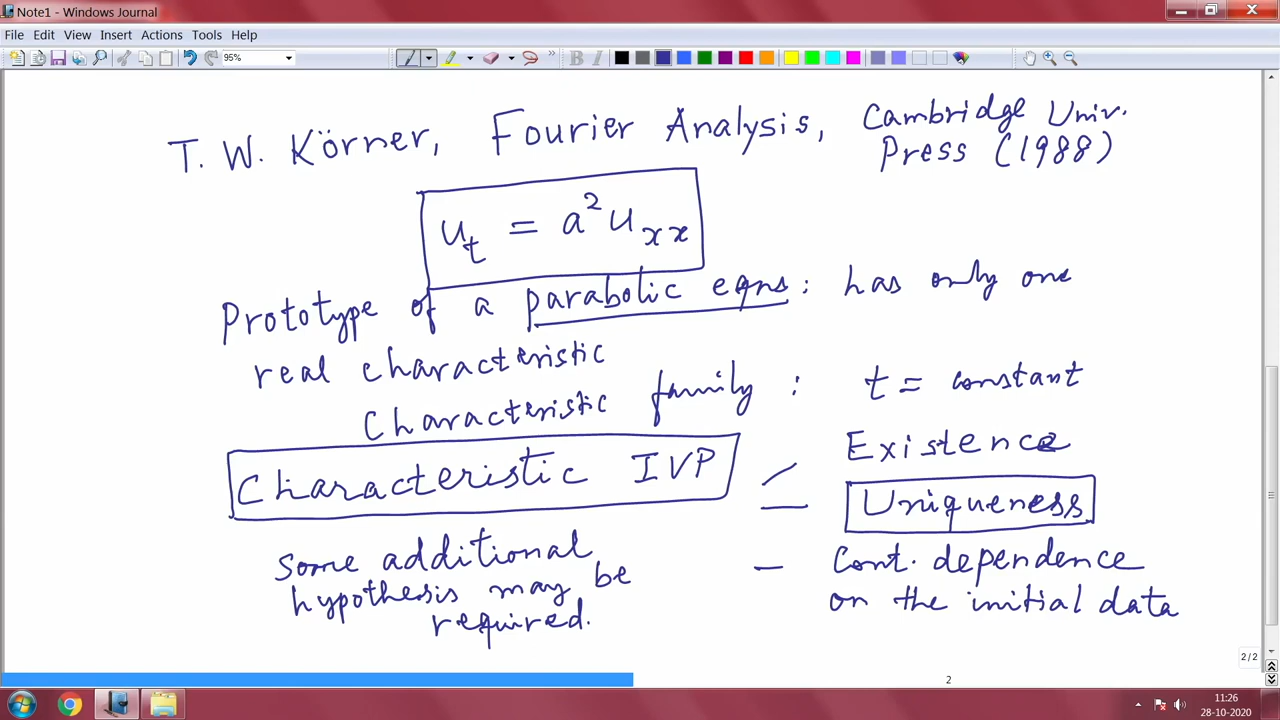 Note1 - Windows Journal
File Edit View Insert Actions Tools Help
95%
T. W. Körner, Fourier Analysis, Cambridge Univ.
Press (1988)
u_t = a² u_xx
Prototype of a parabolic eqns : has only one
real characteristic
Characteristic family : t = constant
Existence
Characteristic IVP — Uniqueness
Some additional — Cont. dependence
hypothesis may be on the initial data
required.
2/2
2
11:26
28-10-2020